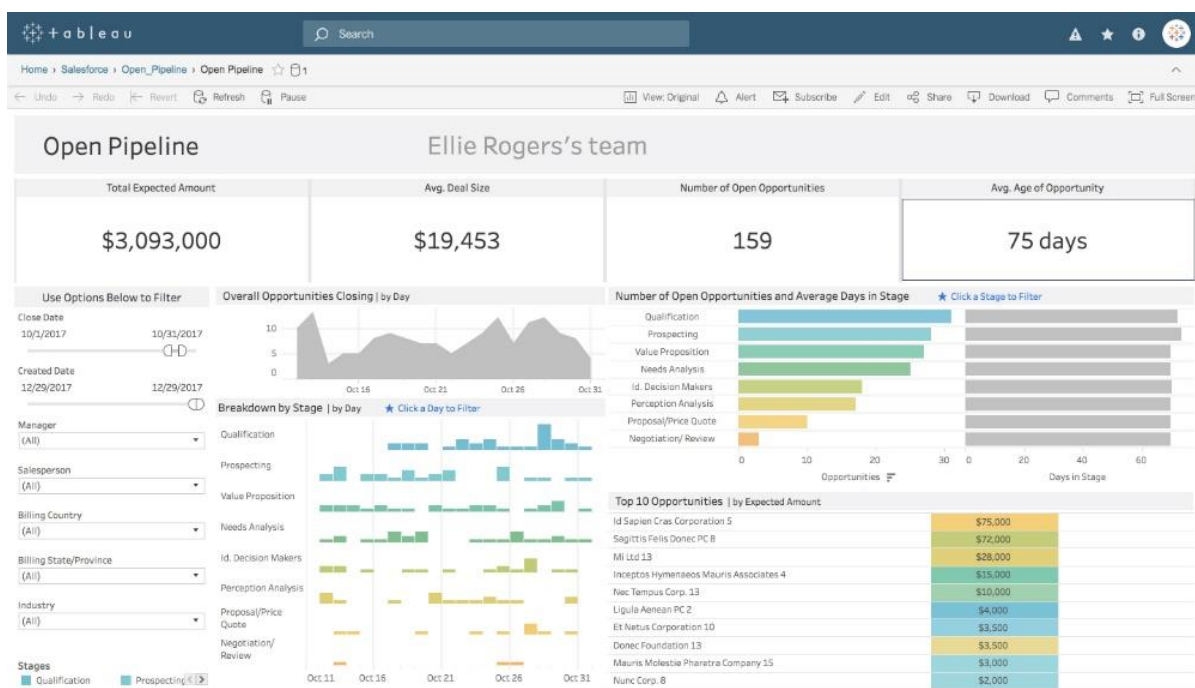 +ableau
Search
Home › Salesforce › Open_Pipeline › Open Pipeline 1
← Undo → Redo Revert Refresh Pause View: Original Alert Subscribe Edit Share Download Comments Full Screen
Open Pipeline
Ellie Rogers's team
Total Expected Amount
$3,093,000
Avg. Deal Size
$19,453
Number of Open Opportunities
159
Avg. Age of Opportunity
75 days
Use Options Below to Filter
Close Date
10/1/2017 10/31/2017
Created Date
12/29/2017 12/29/2017
Manager
(All)
Salesperson
(All)
Billing Country
(All)
Billing State/Province
(All)
Industry
(All)
Stages
Qualification Prospecting
Overall Opportunities Closing | by Day
10
5
0
Oct 16 Oct 21 Oct 26 Oct 31
Breakdown by Stage | by Day ★ Click a Day to Filter
Qualification
Prospecting
Value Proposition
Needs Analysis
Id. Decision Makers
Perception Analysis
Proposal/Price
Quote
Negotiation/
Review
Oct 11 Oct 16 Oct 21 Oct 26 Oct 31
Number of Open Opportunities and Average Days in Stage ★ Click a Stage to Filter
Qualification
Prospecting
Value Proposition
Needs Analysis
Id. Decision Makers
Perception Analysis
Proposal/Price Quote
Negotiation/ Review
0 10 20 30 0 20 40 60
Opportunities Days in Stage
Top 10 Opportunities | by Expected Amount
Id Sapien Cras Corporation 5 $75,000
Sagittis Felis Donec PC 8 $72,000
Mi Ltd 13 $28,000
Inceptos Hymenaeos Mauris Associates 4 $15,000
Nec Tempus Corp. 13 $10,000
Ligula Aenean PC 2 $4,000
Et Netus Corporation 10 $3,500
Donec Foundation 13 $3,500
Mauris Molestie Pharatra Company 15 $3,000
Nunc Corp. 8 $2,000